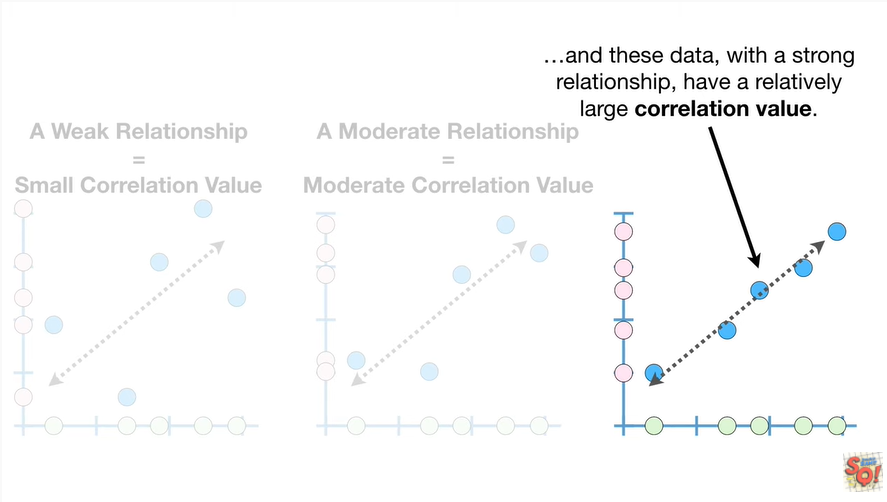 …and these data, with a strong
relationship, have a relatively
large correlation value.
A Weak Relationship
=
Small Correlation Value
A Moderate Relationship
=
Moderate Correlation Value
SQ!